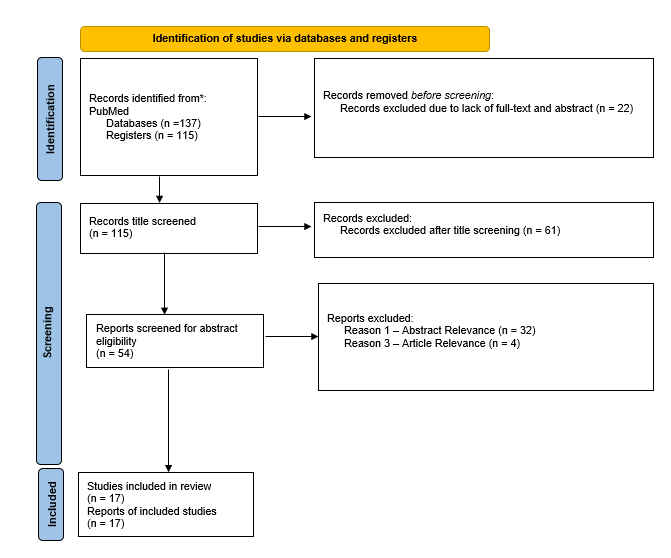 Identification of studies via databases and registers
Identification
Records identified from*:
PubMed
Databases (n =137)
Registers (n = 115)
Records removed before screening:
Records excluded due to lack of full-text and abstract (n = 22)
Screening
Records title screened
(n = 115)
Records excluded:
Records excluded after title screening (n = 61)
Reports screened for abstract
eligibility
(n = 54)
Reports excluded:
Reason 1 – Abstract Relevance (n = 32)
Reason 3 – Article Relevance (n = 4)
Included
Studies included in review
(n = 17)
Reports of included studies
(n = 17)